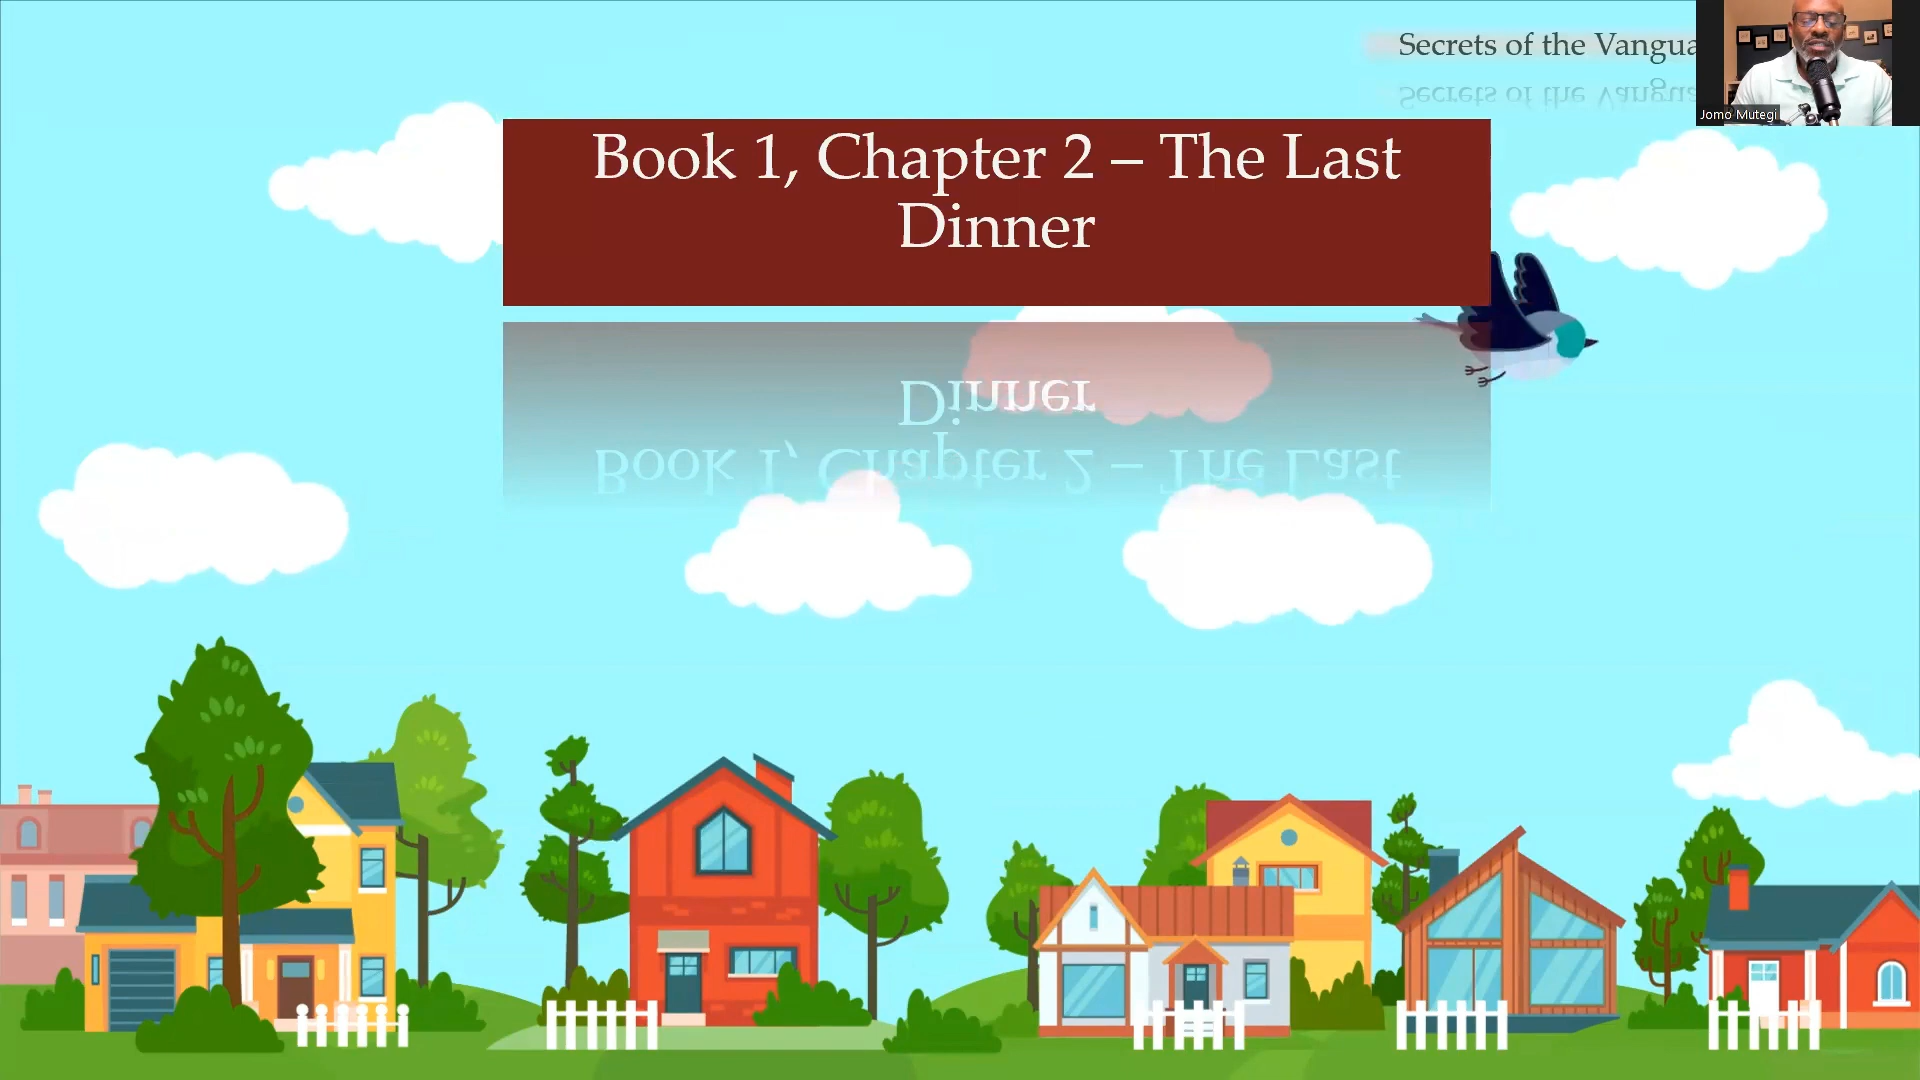 Secrets of the Vangua
Jomo Mutegi
Book 1, Chapter 2 – The Last
Dinner